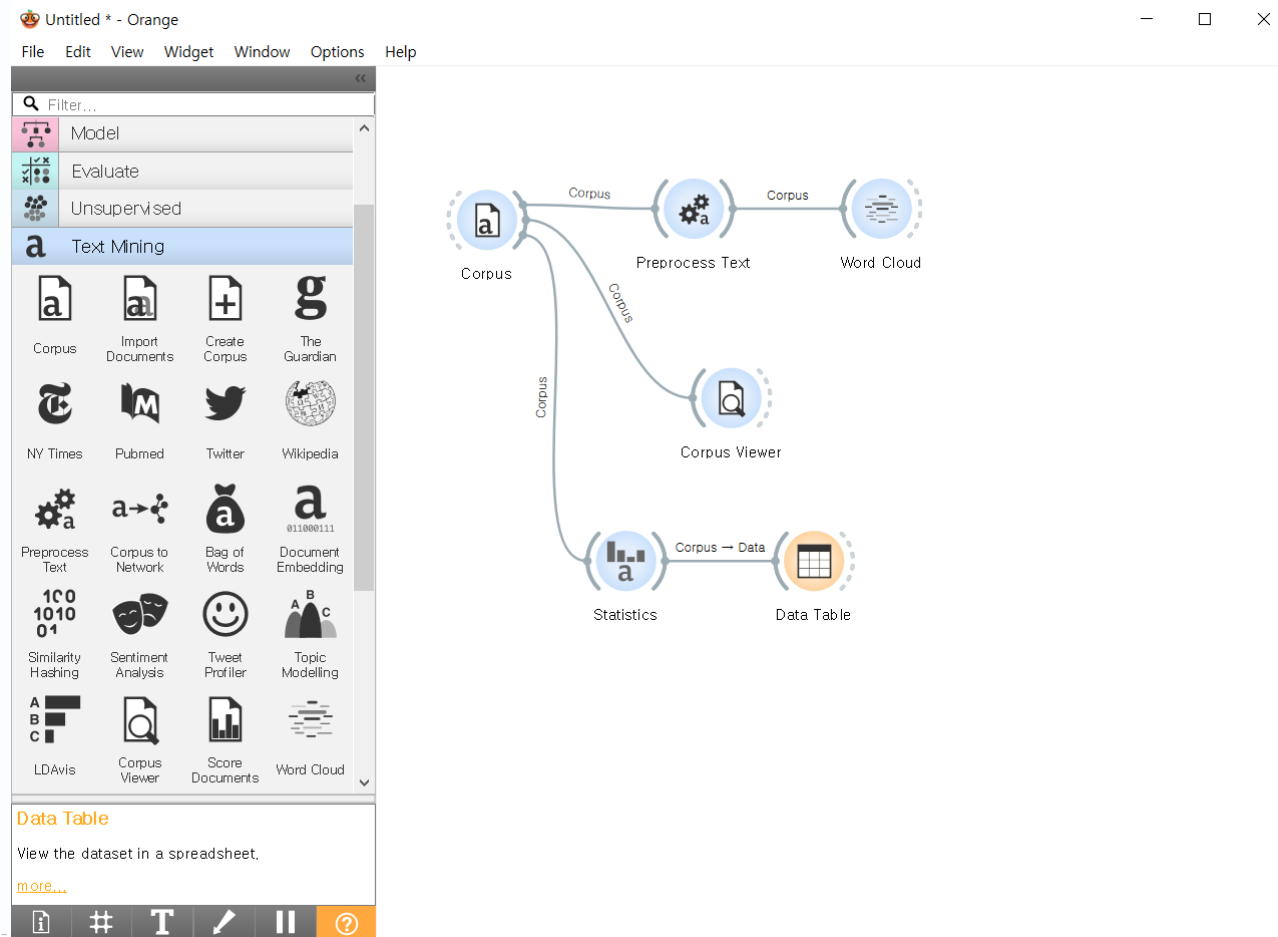 Untitled * - Orange
File Edit View Widget Window Options Help
Filter...
Model
Evaluate
Unsupervised
a Text Mining
Corpus
Import Documents
Create Corpus
The Guardian
NY Times
Pubmed
Twitter
Wikipedia
Preprocess Text
Corpus to Network
Bag of Words
Document Embedding
Similarity Hashing
Sentiment Analysis
Tweet Profiler
Topic Modelling
LDAvis
Corpus Viewer
Score Documents
Word Cloud
Data Table
View the dataset in a spreadsheet.
more...
Corpus
Corpus
Preprocess Text
Corpus
Word Cloud
Corpus
Corpus Viewer
Corpus
Statistics
Corpus → Data
Data Table